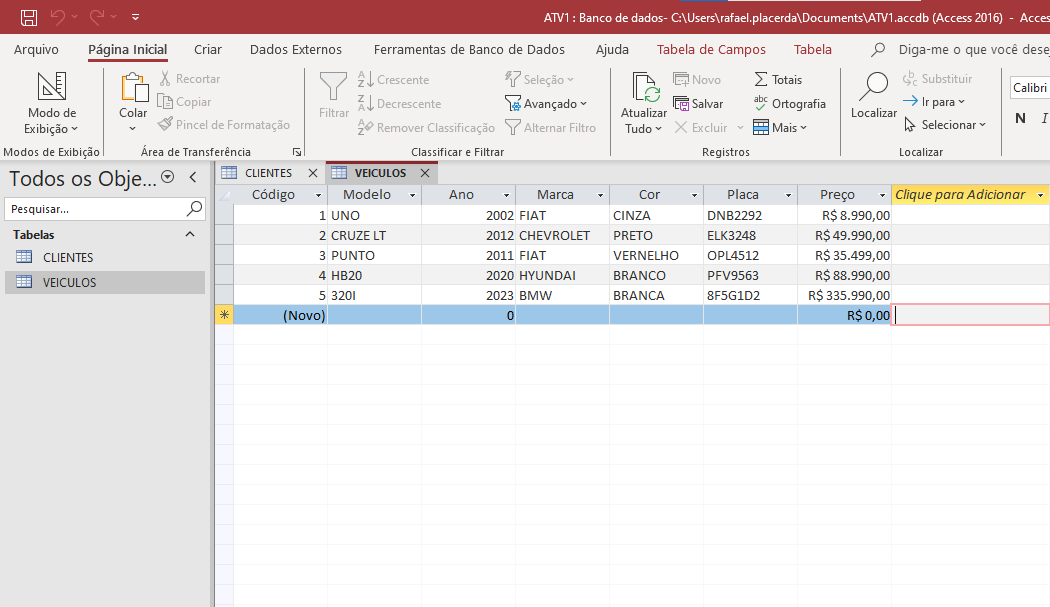 ATV1 : Banco de dados- C:\Users\rafael.placerda\Documents\ATV1.accdb (Access 2016) - Acces
Arquivo Página Inicial Criar Dados Externos Ferramentas de Banco de Dados Ajuda Tabela de Campos Tabela Diga-me o que você dese
Modo de Exibição
Modos de Exibição
Colar
Recortar
Copiar
Pincel de Formatação
Área de Transferência
Filtrar
Crescente
Decrescente
Remover Classificação
Seleção
Avançado
Alternar Filtro
Classificar e Filtrar
Atualizar Tudo
Novo
Salvar
Excluir
Totais
Ortografia
Mais
Registros
Localizar
Substituir
Ir para
Selecionar
Localizar
Calibri
N I
Todos os Obje...
Pesquisar...
Tabelas
CLIENTES
VEICULOS
CLIENTES VEICULOS
Código Modelo Ano Marca Cor Placa Preço Clique para Adicionar
1 UNO 2002 FIAT CINZA DNB2292 R$ 8.990,00
2 CRUZE LT 2012 CHEVROLET PRETO ELK3248 R$ 49.990,00
3 PUNTO 2011 FIAT VERNELHO OPL4512 R$ 35.499,00
4 HB20 2020 HYUNDAI BRANCO PFV9563 R$ 88.990,00
5 320I 2023 BMW BRANCA 8F5G1D2 R$ 335.990,00
(Novo) 0 R$ 0,00